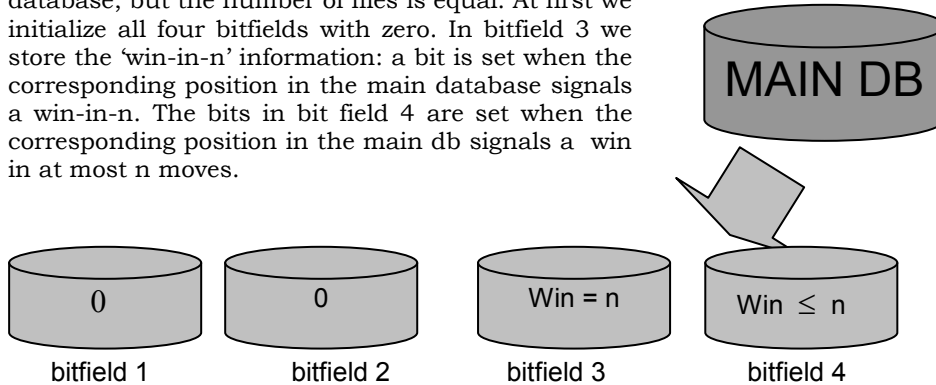 database, but the number of files is equal. At first we
initialize all four bitfields with zero. In bitfield 3 we
store the ‘win-in-n’ information: a bit is set when the
corresponding position in the main database signals
a win-in-n. The bits in bit field 4 are set when the
corresponding position in the main db signals a win
in at most n moves.
MAIN DB
0
0
Win = n
Win ≤ n
bitfield 1
bitfield 2
bitfield 3
bitfield 4